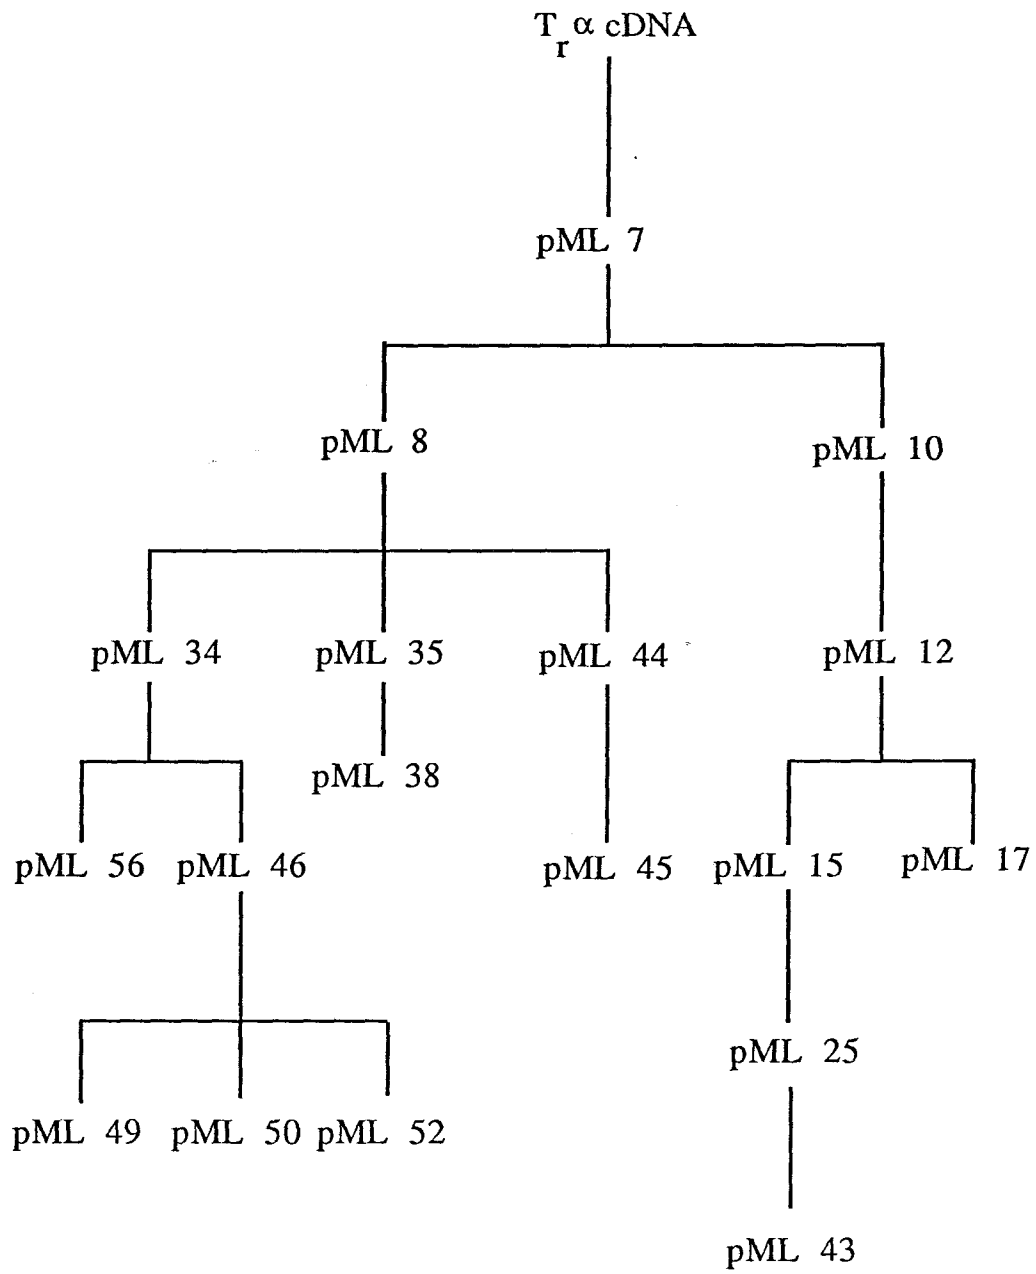 Tr α cDNA
pML 7
pML 8
pML 10
pML 34 pML 35 pML 44 pML 12
pML 38
pML 56 pML 46 pML 45 pML 15 pML 17
pML 25
pML 49 pML 50 pML 52
pML 43